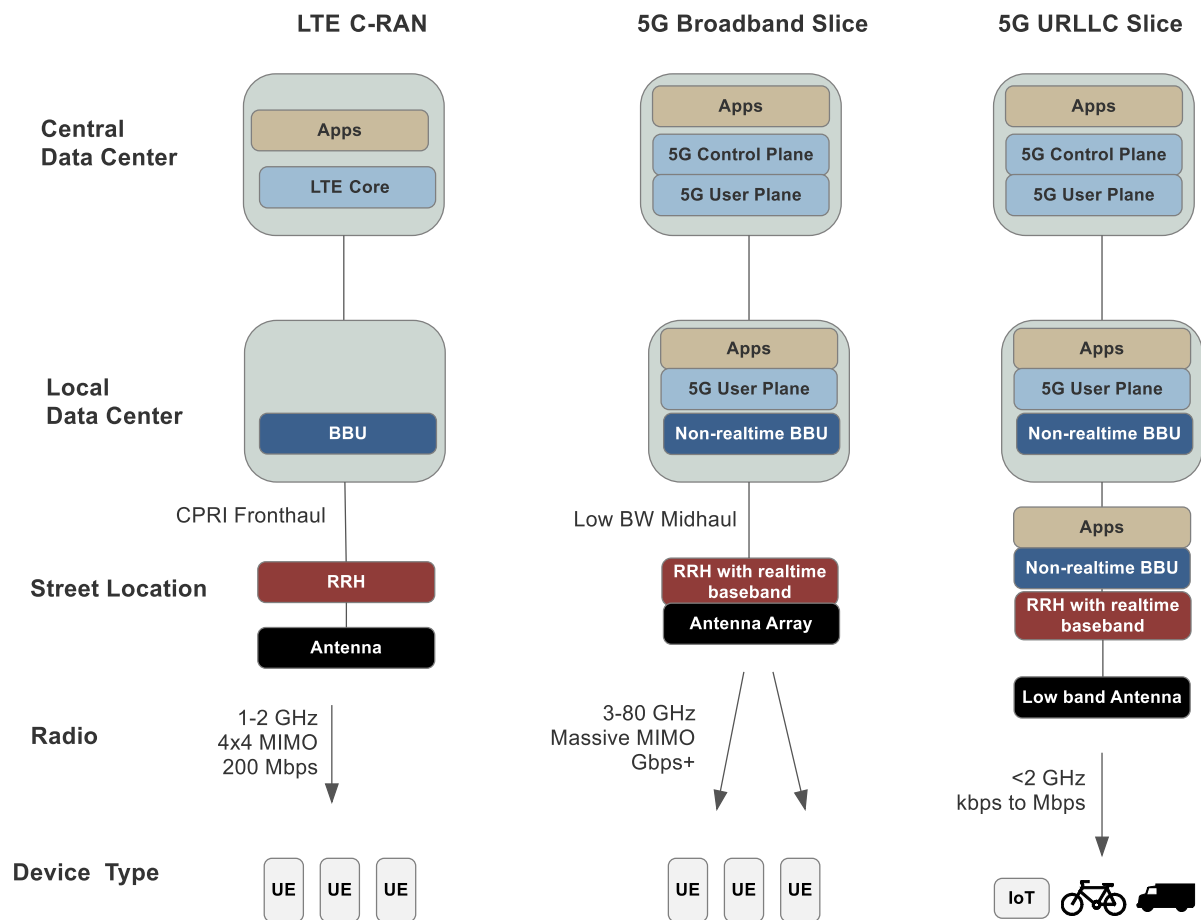 LTE C-RAN
5G Broadband Slice
5G URLLC Slice
Central
Data Center
Apps
LTE Core
Apps
5G Control Plane
5G User Plane
Apps
5G Control Plane
5G User Plane
Local
Data Center
BBU
Apps
5G User Plane
Non-realtime BBU
Apps
5G User Plane
Non-realtime BBU
CPRI Fronthaul
Low BW Midhaul
Street Location
RRH
Antenna
RRH with realtime
baseband
Antenna Array
Apps
Non-realtime BBU
RRH with realtime
baseband
Low band Antenna
Radio
1-2 GHz
4x4 MIMO
200 Mbps
3-80 GHz
Massive MIMO
Gbps+
<2 GHz
kbps to Mbps
Device Type
UE
UE
UE
UE
UE
UE
IoT